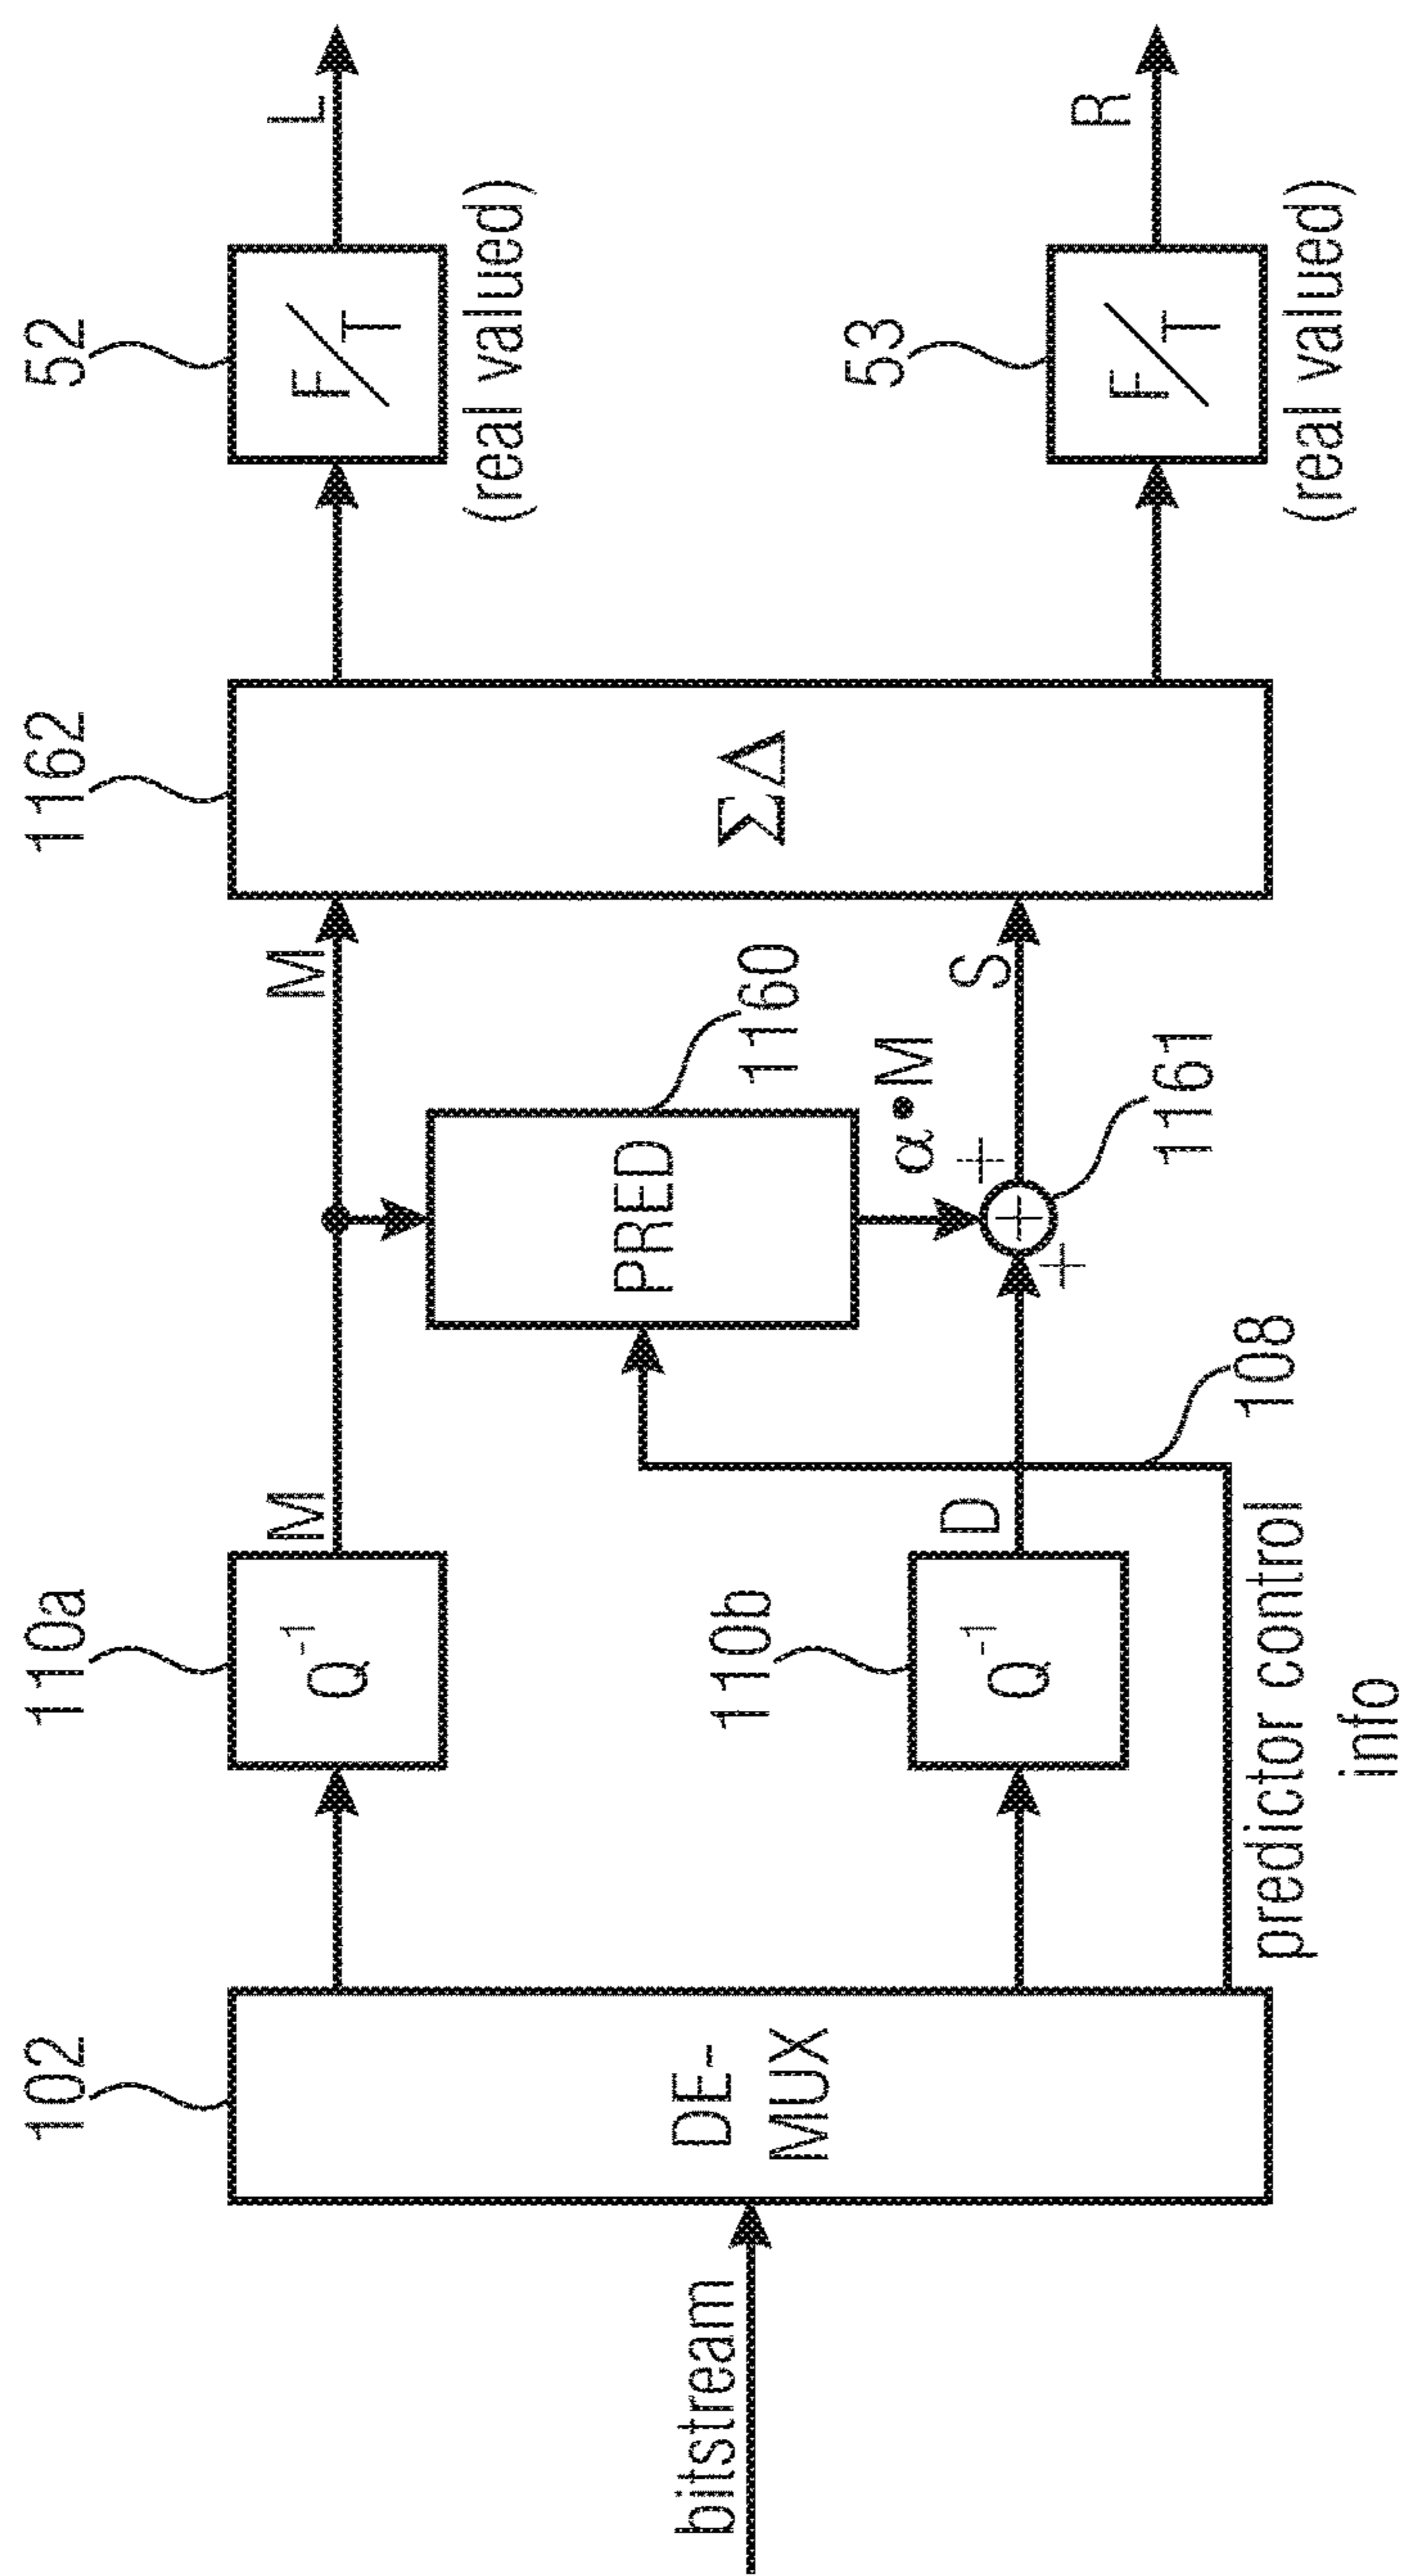 bitstream
102
DE-
MUX
110a
Q⁻¹
M
110b
Q⁻¹
D
predictor control
info
108
PRED
1160
α•M
+
+
+
1161
M
S
1162
ΣΔ
52
F/T
(real valued)
L
53
F/T
(real valued)
R